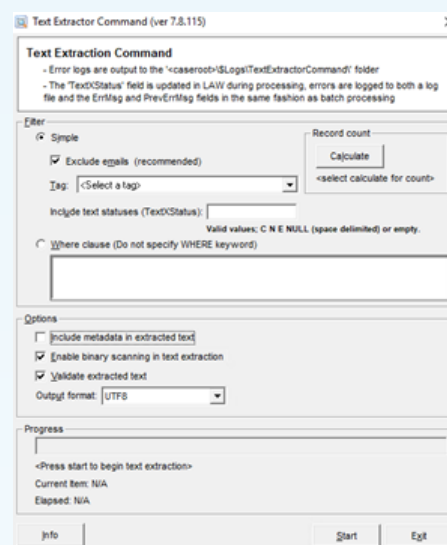 Text Extractor Command (ver 7.8.115)
Text Extraction Command
- Error logs are output to the '<caseroot>\$Logs\TextExtractorCommand\' folder
- The 'TextXStatus' field is updated in LAW during processing, errors are logged to both a log
file and the ErrMsg and PrevErrMsg fields in the same fashion as batch processing
Filter
Simple
Record count
Exclude emails (recommended)
Calculate
Tag: <Select a tag>
<select calculate for count>
Include text statuses (TextXStatus):
Valid values; C N E NULL (space delimited) or empty.
Where clause (Do not specify WHERE keyword)
Options
Include metadata in extracted text
Enable binary scanning in text extraction
Validate extracted text
Output format: UTF8
Progress
<Press start to begin text extraction>
Current Item: N/A
Elapsed: N/A
Info Start Exit